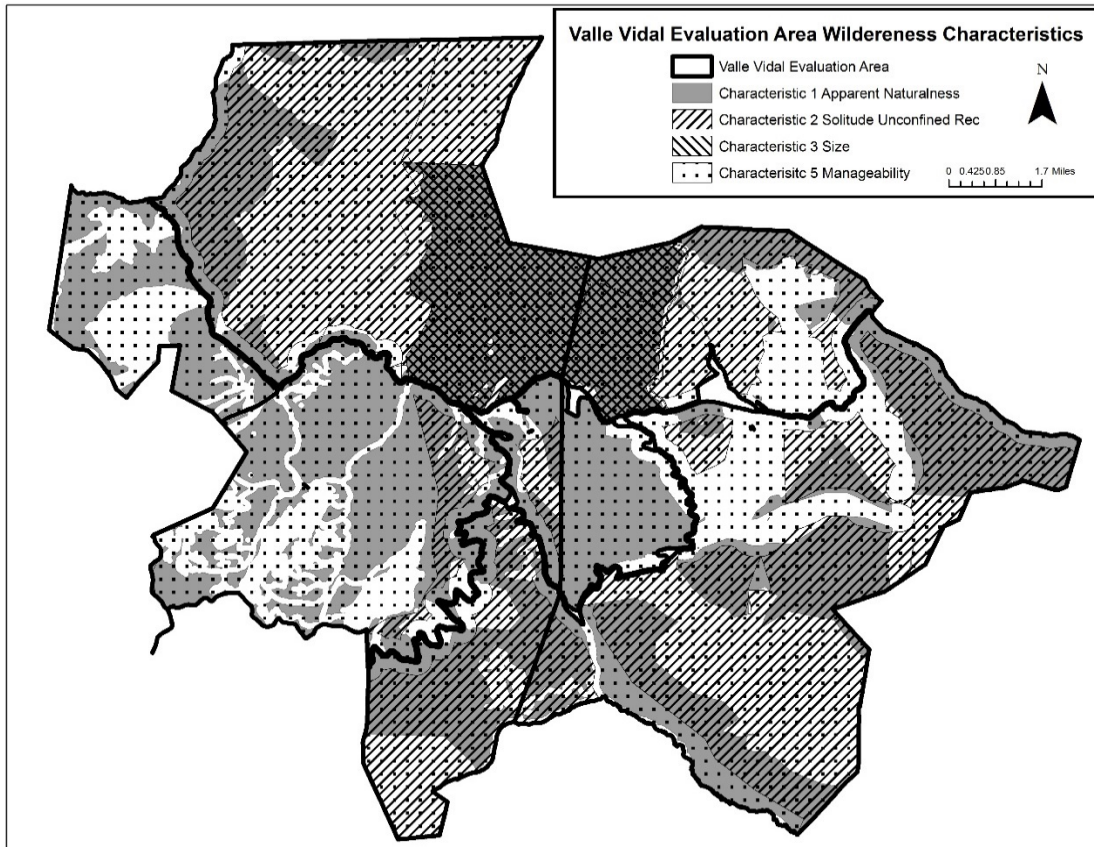 Valle Vidal Evaluation Area Wildereness Characteristics
Valle Vidal Evaluation Area
Characteristic 1 Apparent Naturalness
Characteristic 2 Solitude Unconfined Rec
Characteristic 3 Size
Characterisitc 5 Manageability
N
0 0.4250.85 1.7 Miles